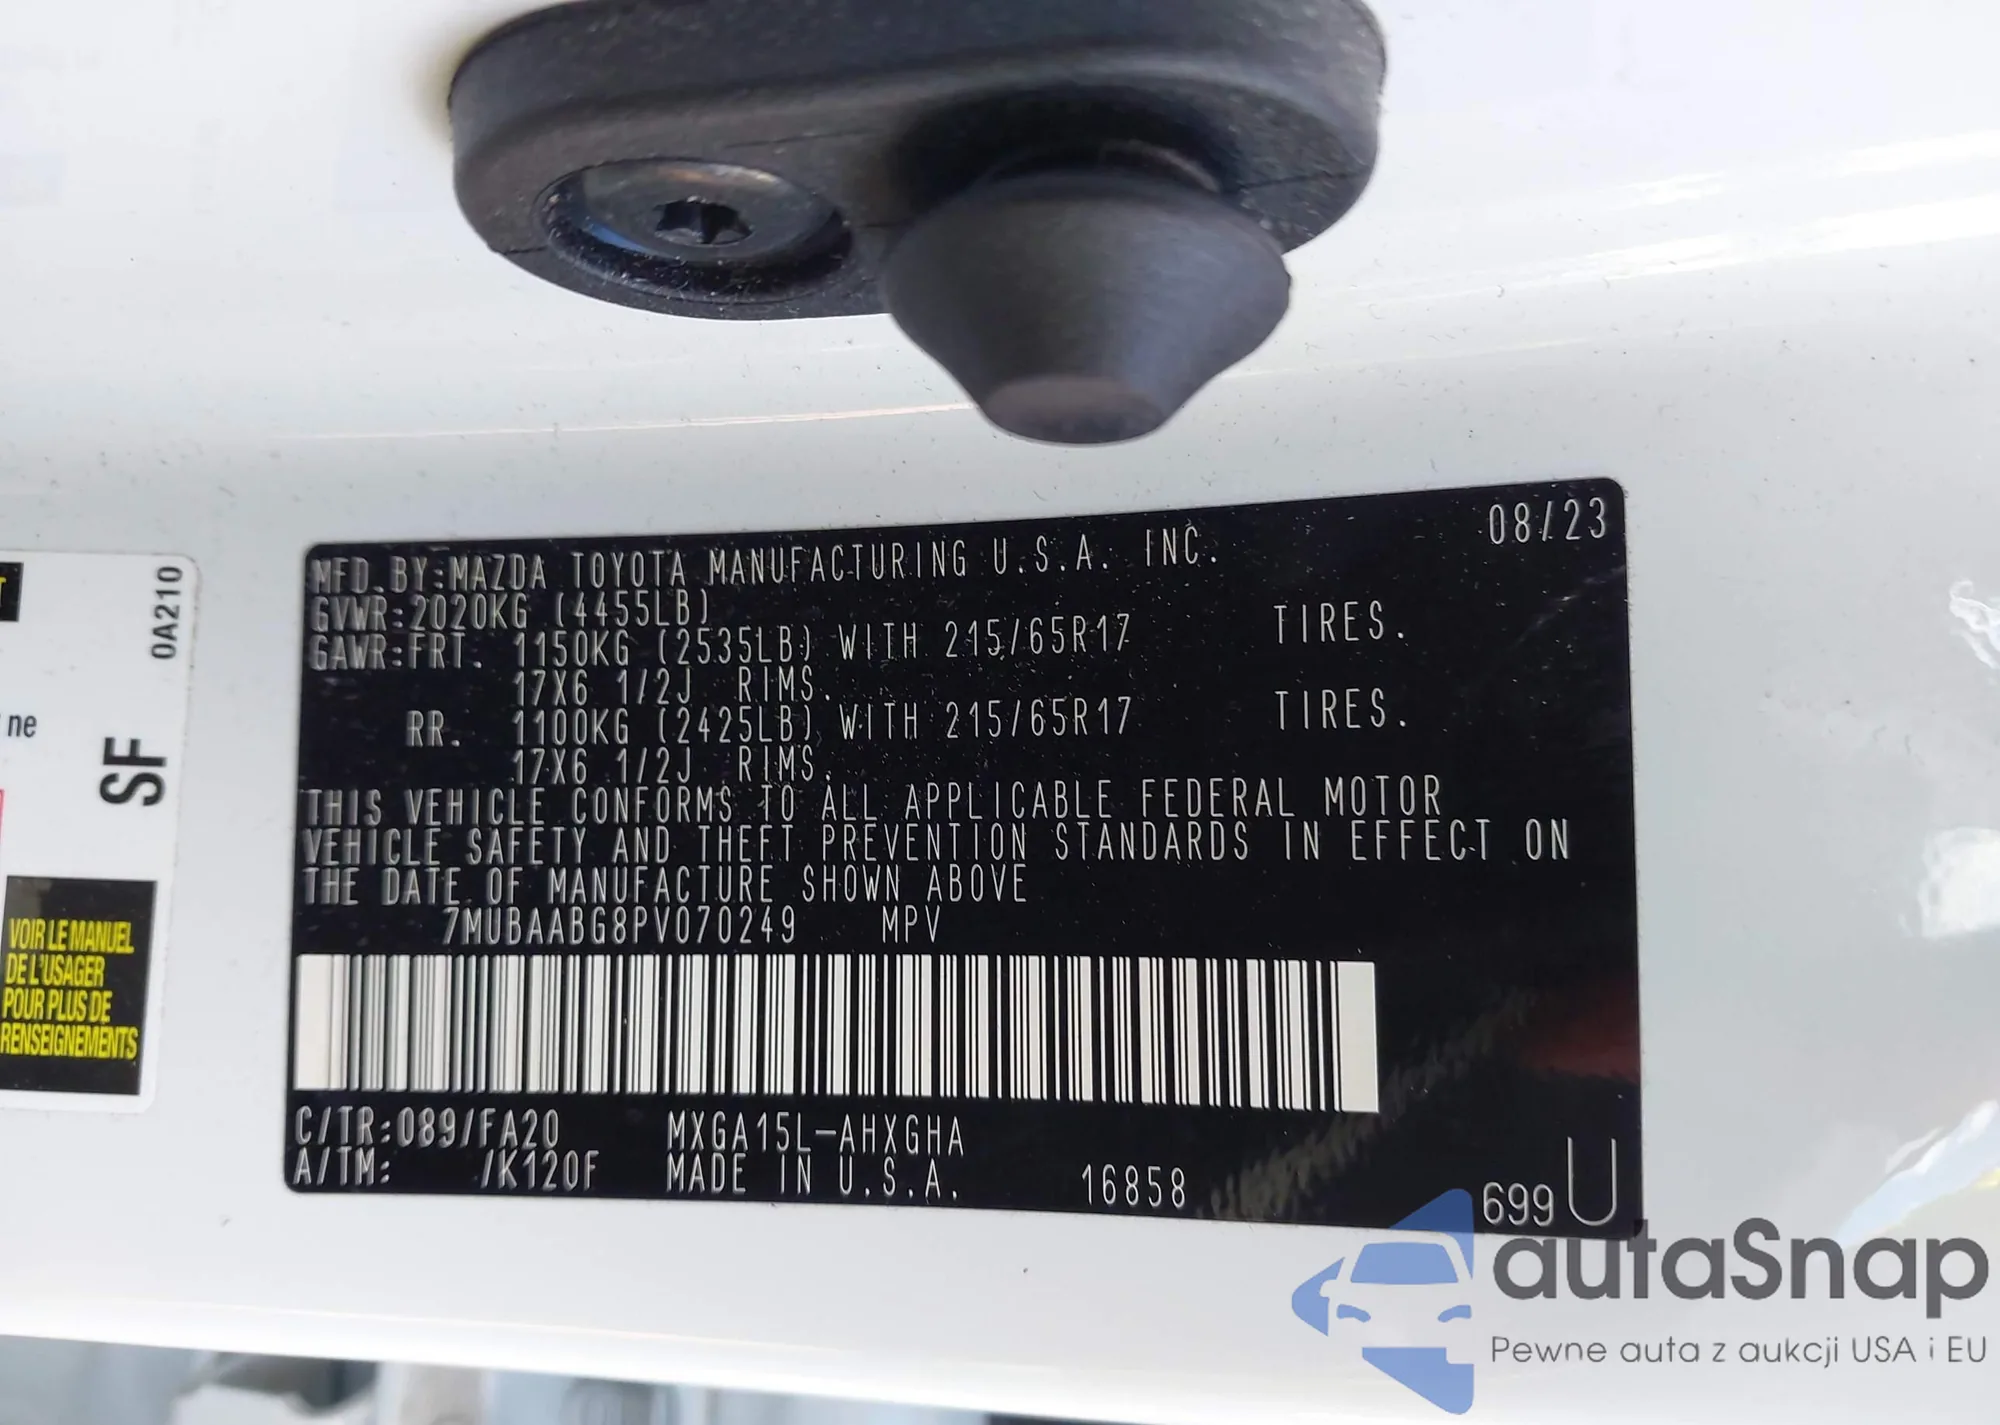 08/23
MFD.BY:MAZDA TOYOTA MANUFACTURING U.S.A. INC.
GVWR:2020KG (4455LB)
GAWR:FRT. 1150KG (2535LB) WITH 215/65R17 TIRES.
17X6 1/2J RIMS.
RR. 1100KG (2425LB) WITH 215/65R17 TIRES.
17X6 1/2J RIMS.
THIS VEHICLE CONFORMS TO ALL APPLICABLE FEDERAL MOTOR
VEHICLE SAFETY AND THEFT PREVENTION STANDARDS IN EFFECT ON
THE DATE OF MANUFACTURE SHOWN ABOVE
7MUBAABG8PV070249 MPV
C/TR:089/FA20 MXGA15L-AHXGHA
A/TM: /K120F MADE IN U.S.A. 16858
699 U
0A210
SF
ne
VOIR LE MANUEL
DE L'USAGER
POUR PLUS DE
RENSEIGNEMENTS
autaSnap
Pewne auta z aukcji USA i EU